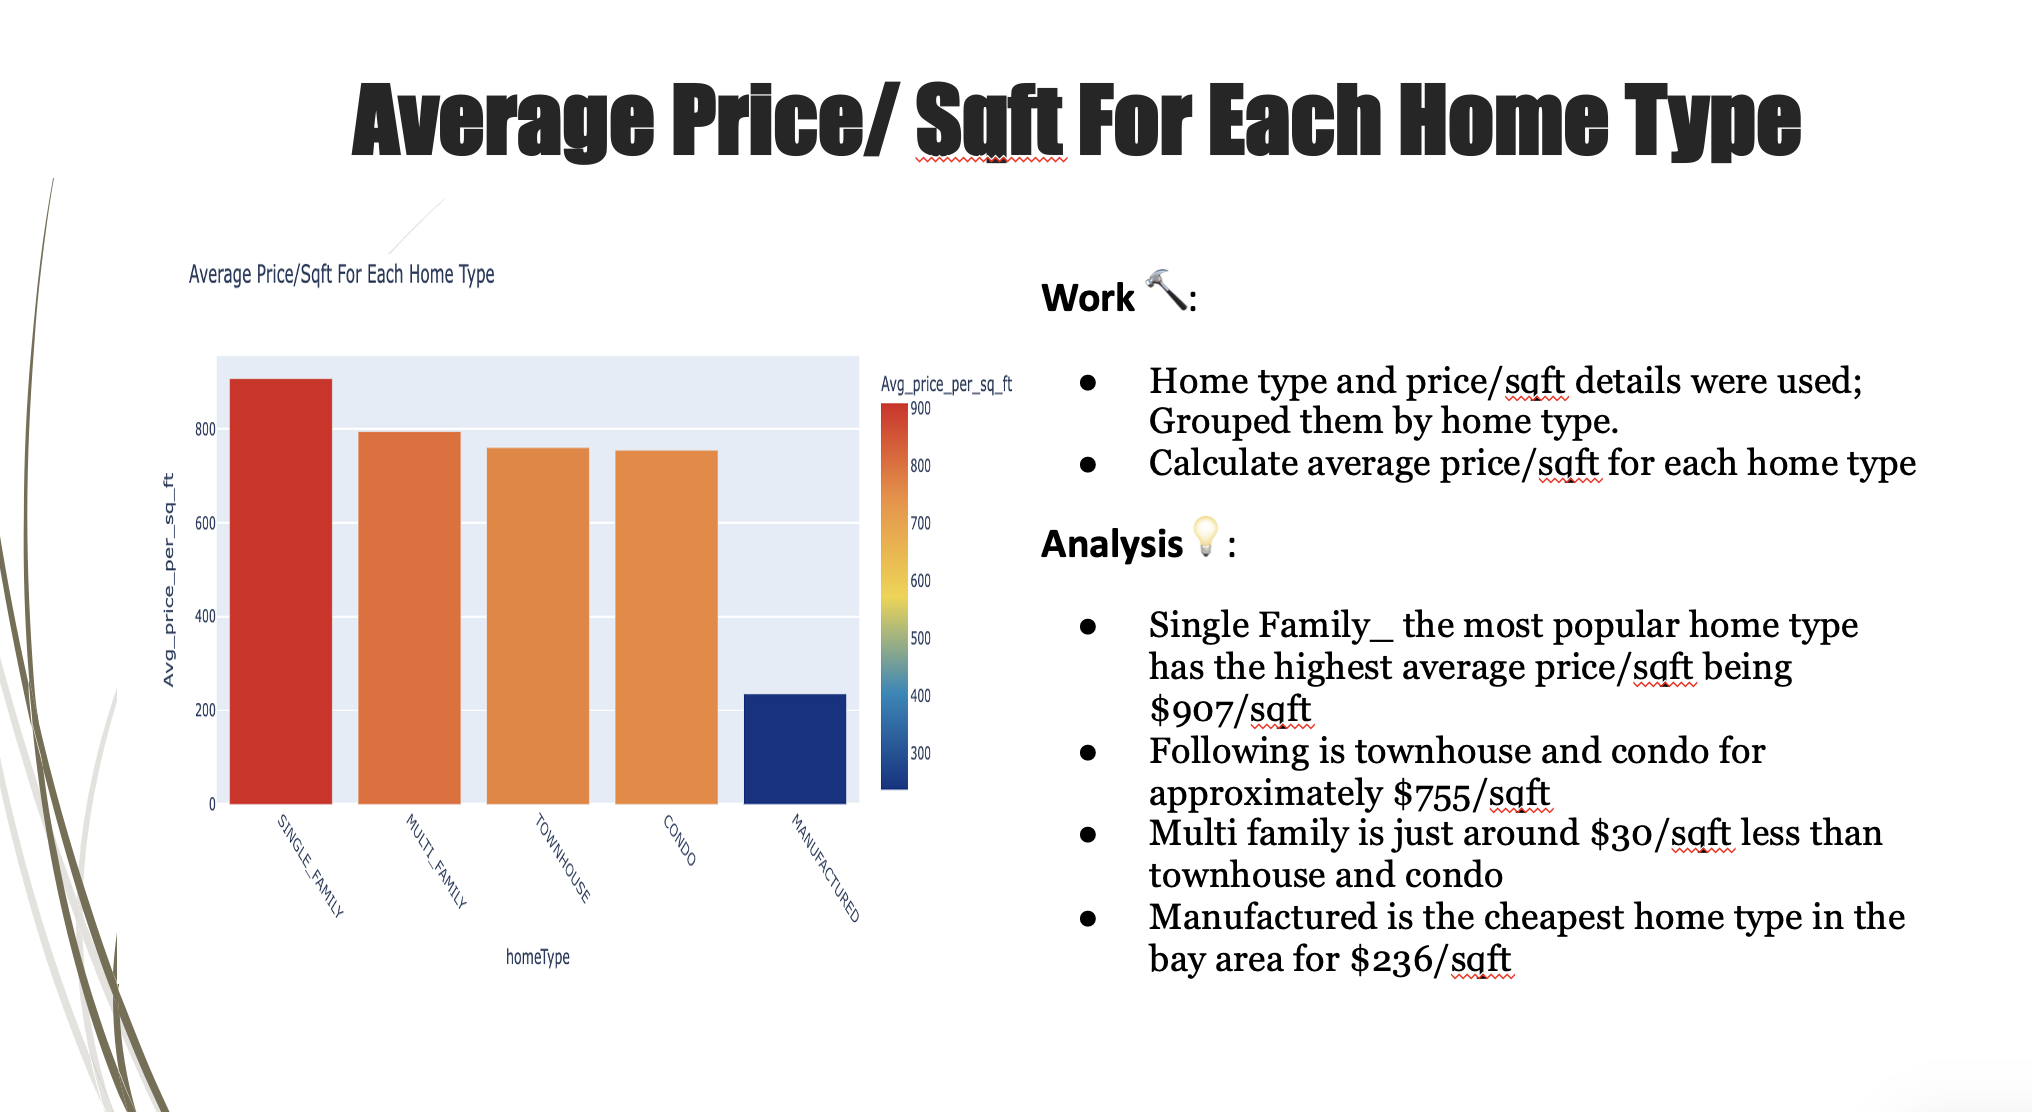 Average Price/ Sqft For Each Home Type
Average Price/Sqft For Each Home Type
Avg_price_per_sq_ft
800
600
400
200
0
Avg_price_per_sq_ft
900
800
700
600
500
400
300
SINGLE_FAMILY
MULTI_FAMILY
TOWNHOUSE
CONDO
MANUFACTURED
homeType
Work 🔨:
● Home type and price/sqft details were used;
Grouped them by home type.
● Calculate average price/sqft for each home type
Analysis💡:
● Single Family_ the most popular home type
has the highest average price/sqft being
$907/sqft
● Following is townhouse and condo for
approximately $755/sqft
● Multi family is just around $30/sqft less than
townhouse and condo
● Manufactured is the cheapest home type in the
bay area for $236/sqft